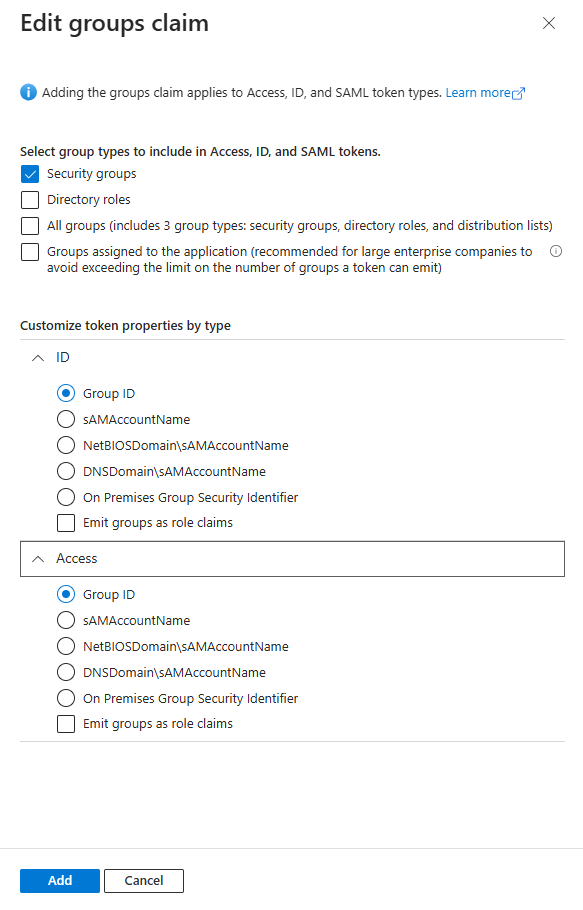 Edit groups claim
Adding the groups claim applies to Access, ID, and SAML token types. Learn more
Select group types to include in Access, ID, and SAML tokens.
Security groups
Directory roles
All groups (includes 3 group types: security groups, directory roles, and distribution lists)
Groups assigned to the application (recommended for large enterprise companies to
avoid exceeding the limit on the number of groups a token can emit)
Customize token properties by type
ID
Group ID
sAMAccountName
NetBIOSDomain\sAMAccountName
DNSDomain\sAMAccountName
On Premises Group Security Identifier
Emit groups as role claims
Access
Group ID
sAMAccountName
NetBIOSDomain\sAMAccountName
DNSDomain\sAMAccountName
On Premises Group Security Identifier
Emit groups as role claims
Add Cancel